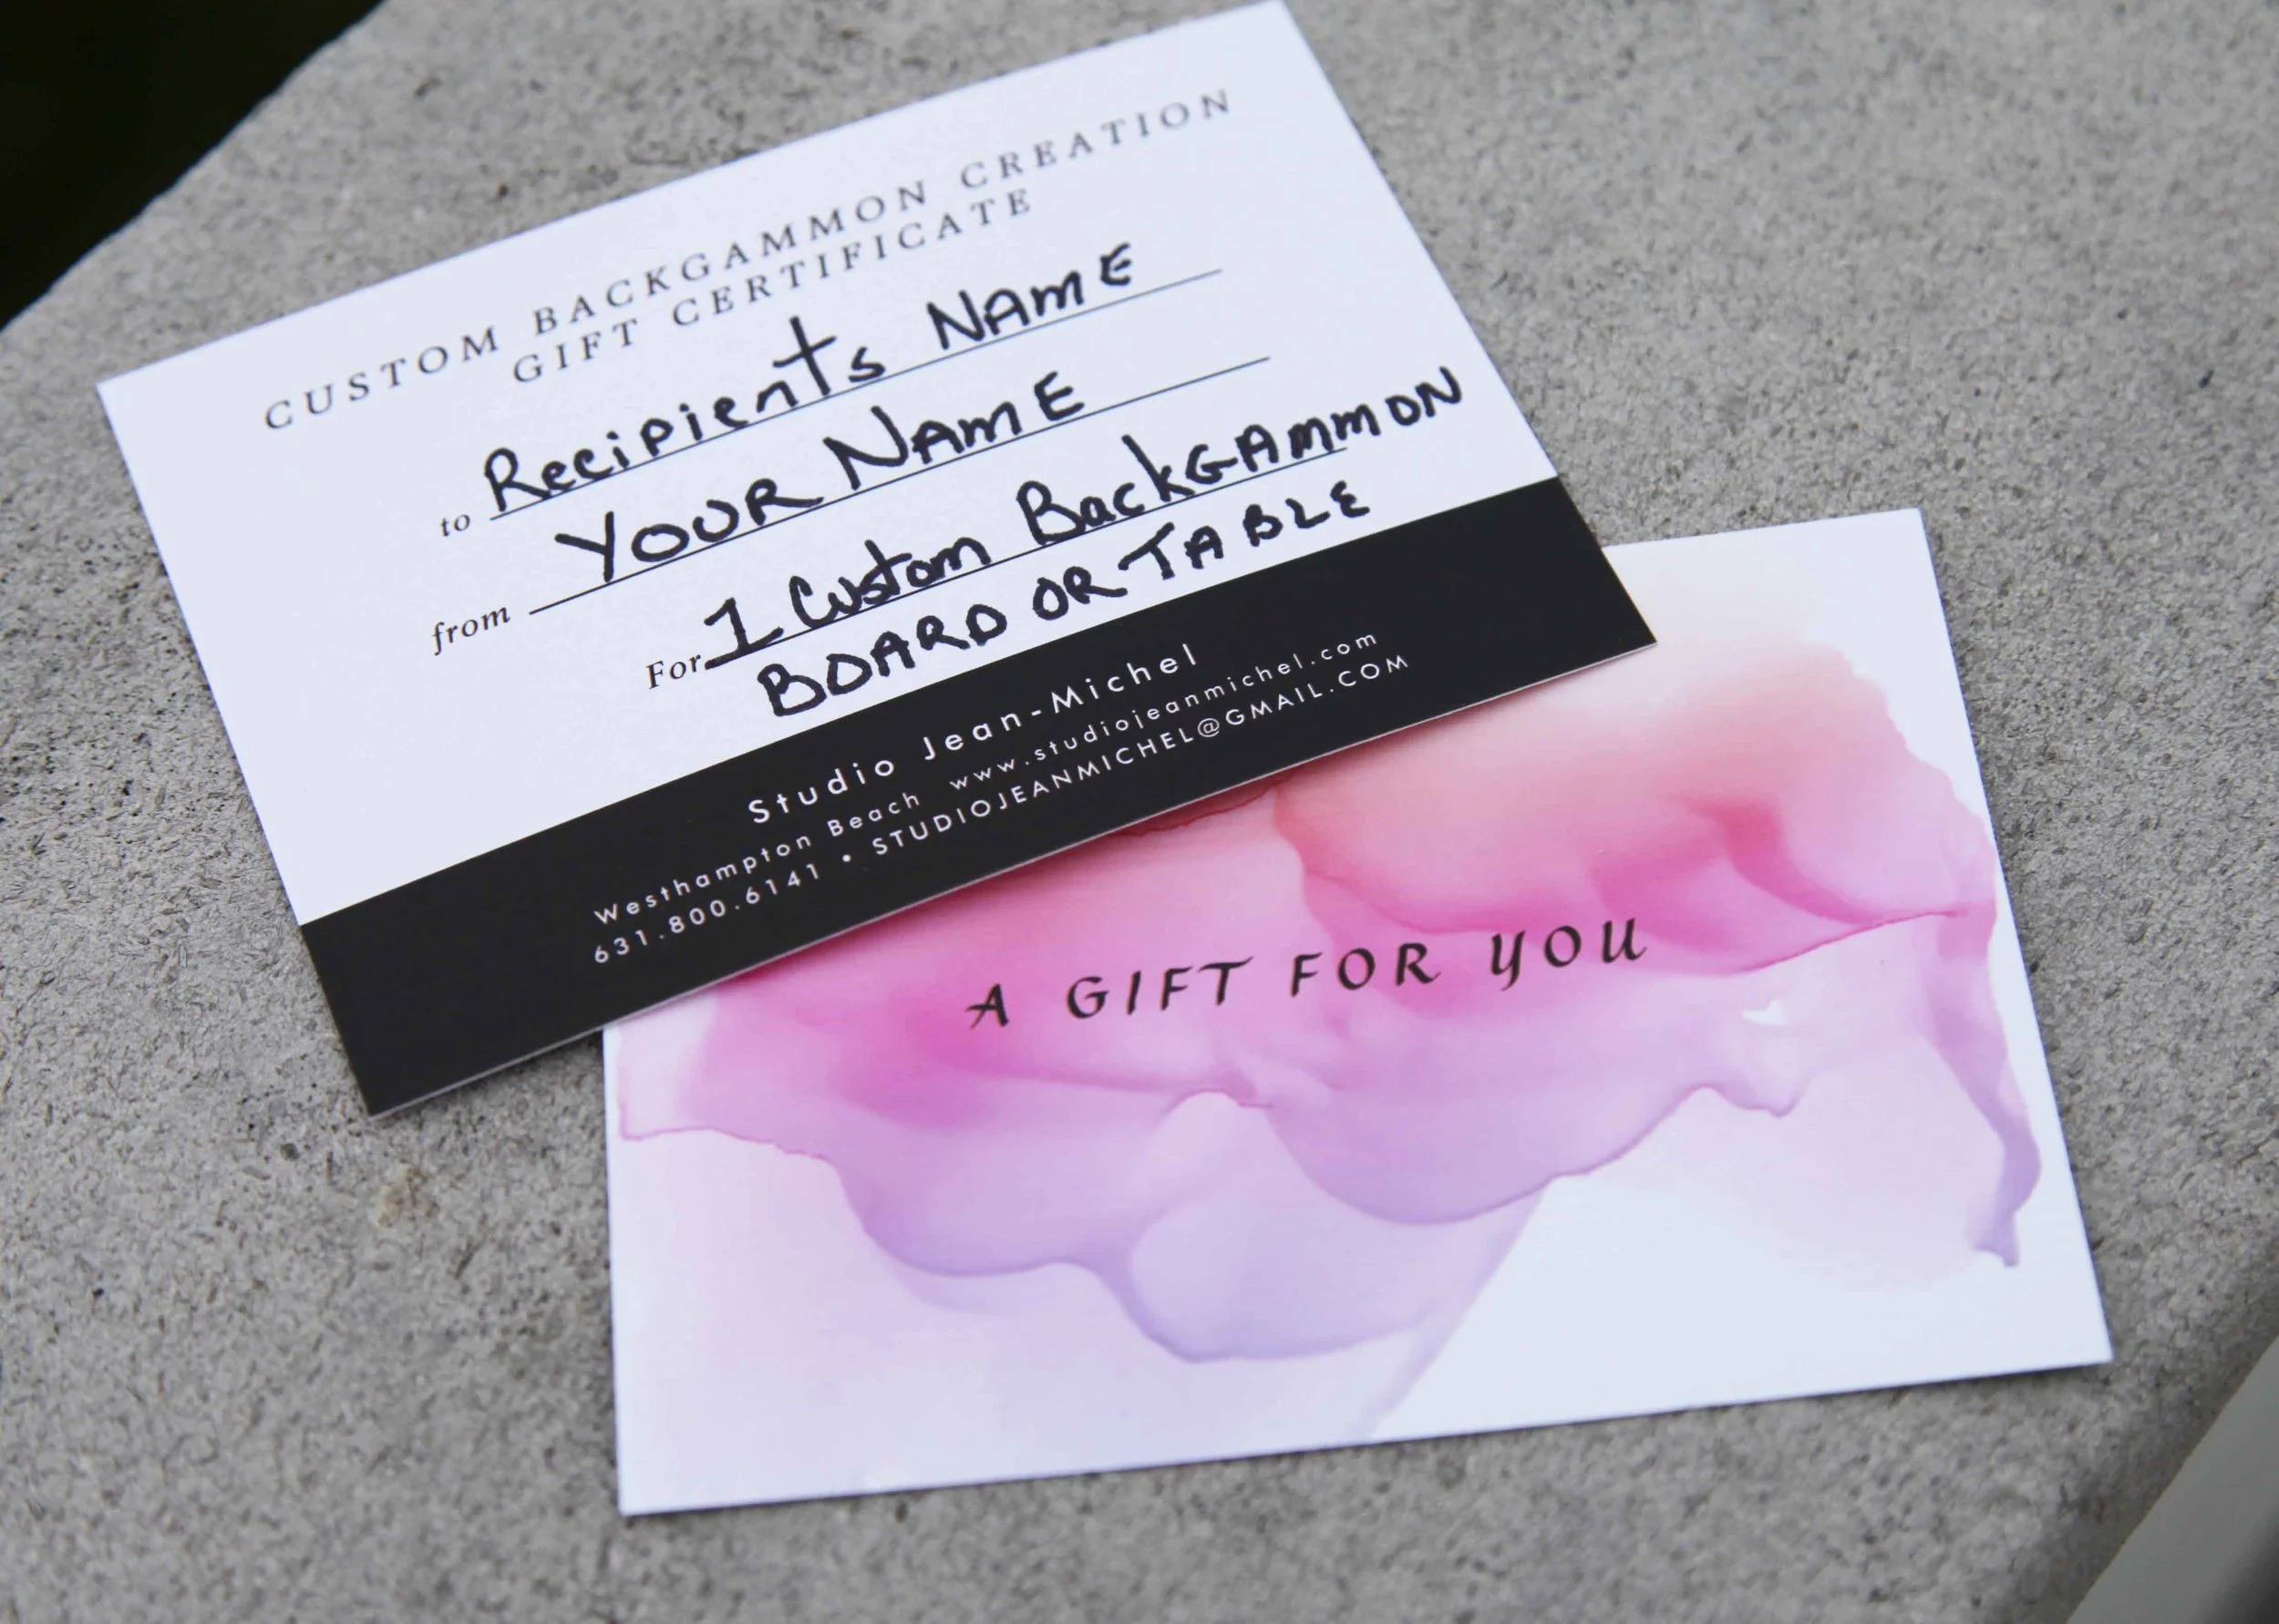 CUSTOM BACKGAMMON CREATION
GIFT CERTIFICATE
to Recipients NAME
from YOUR NAME
For 1 Custom BackGAmmON
BOARD OR TABLE
Studio Jean-Michel
Westhampton Beach www.studiojeanmichel.com
631.800.6141 • STUDIOJEANMICHEL@GMAIL.COM
A GIFT FOR YOU